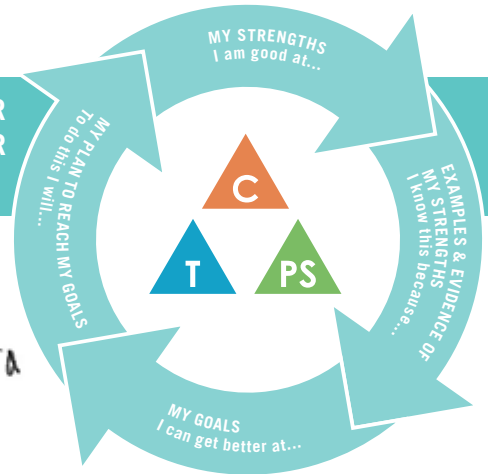 MY STRENGTHS
I am good at...
EXAMPLES & EVIDENCE OF
MY STRENGTHS
I know this because...
MY GOALS
I can get better at...
MY PLAN TO REACH MY GOALS
To do this I will....
C
T
PS
R
R